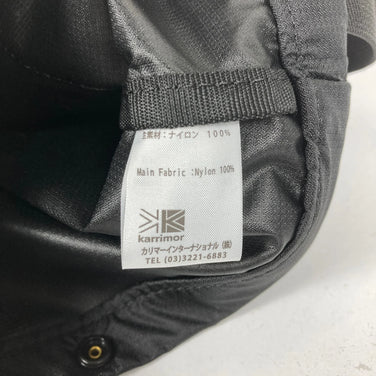 主素材:ナイロン 100%
Main Fabric :Nylon 100%
karrimor
カリマーインターナショナル (株)
TEL (03)3221-6883